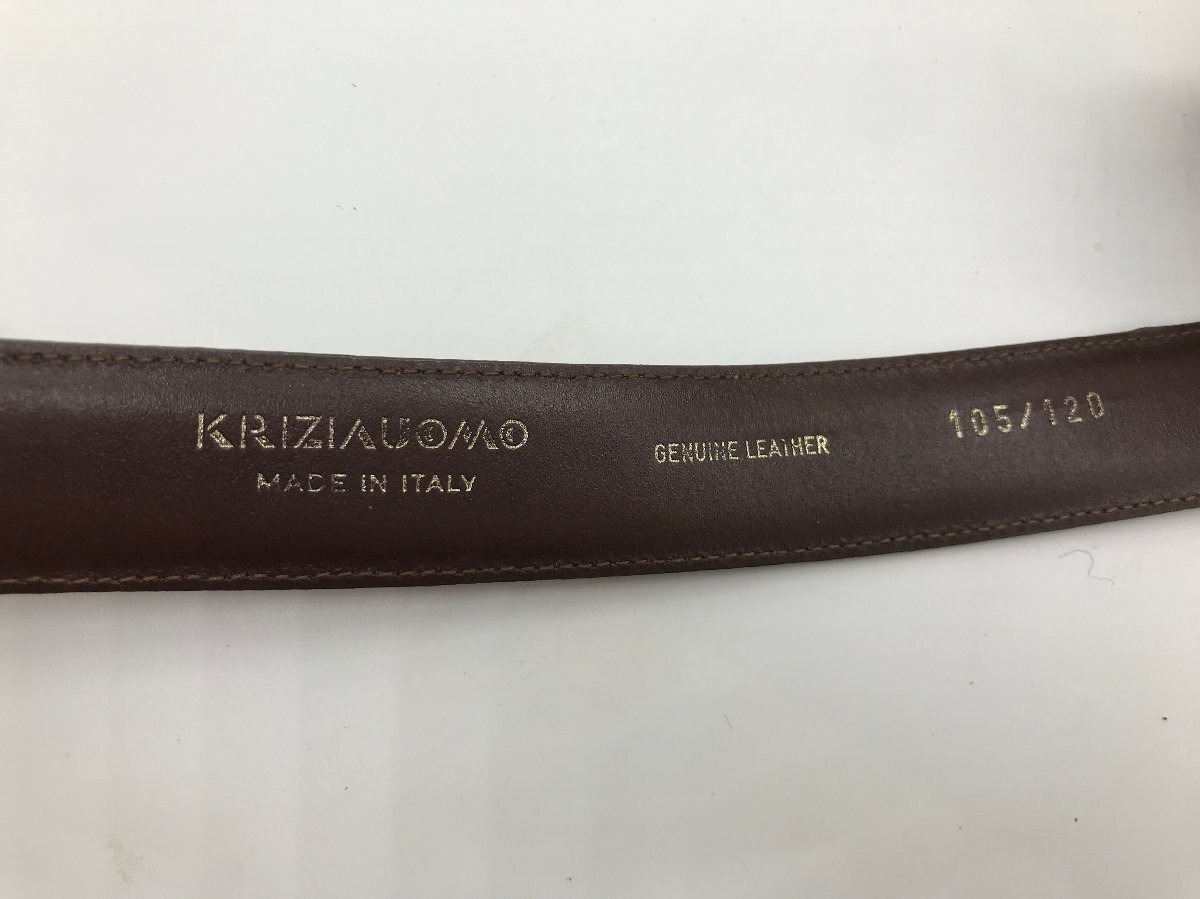 KRIZIAUOMO
MADE IN ITALY
GENUINE LEATHER
105/120